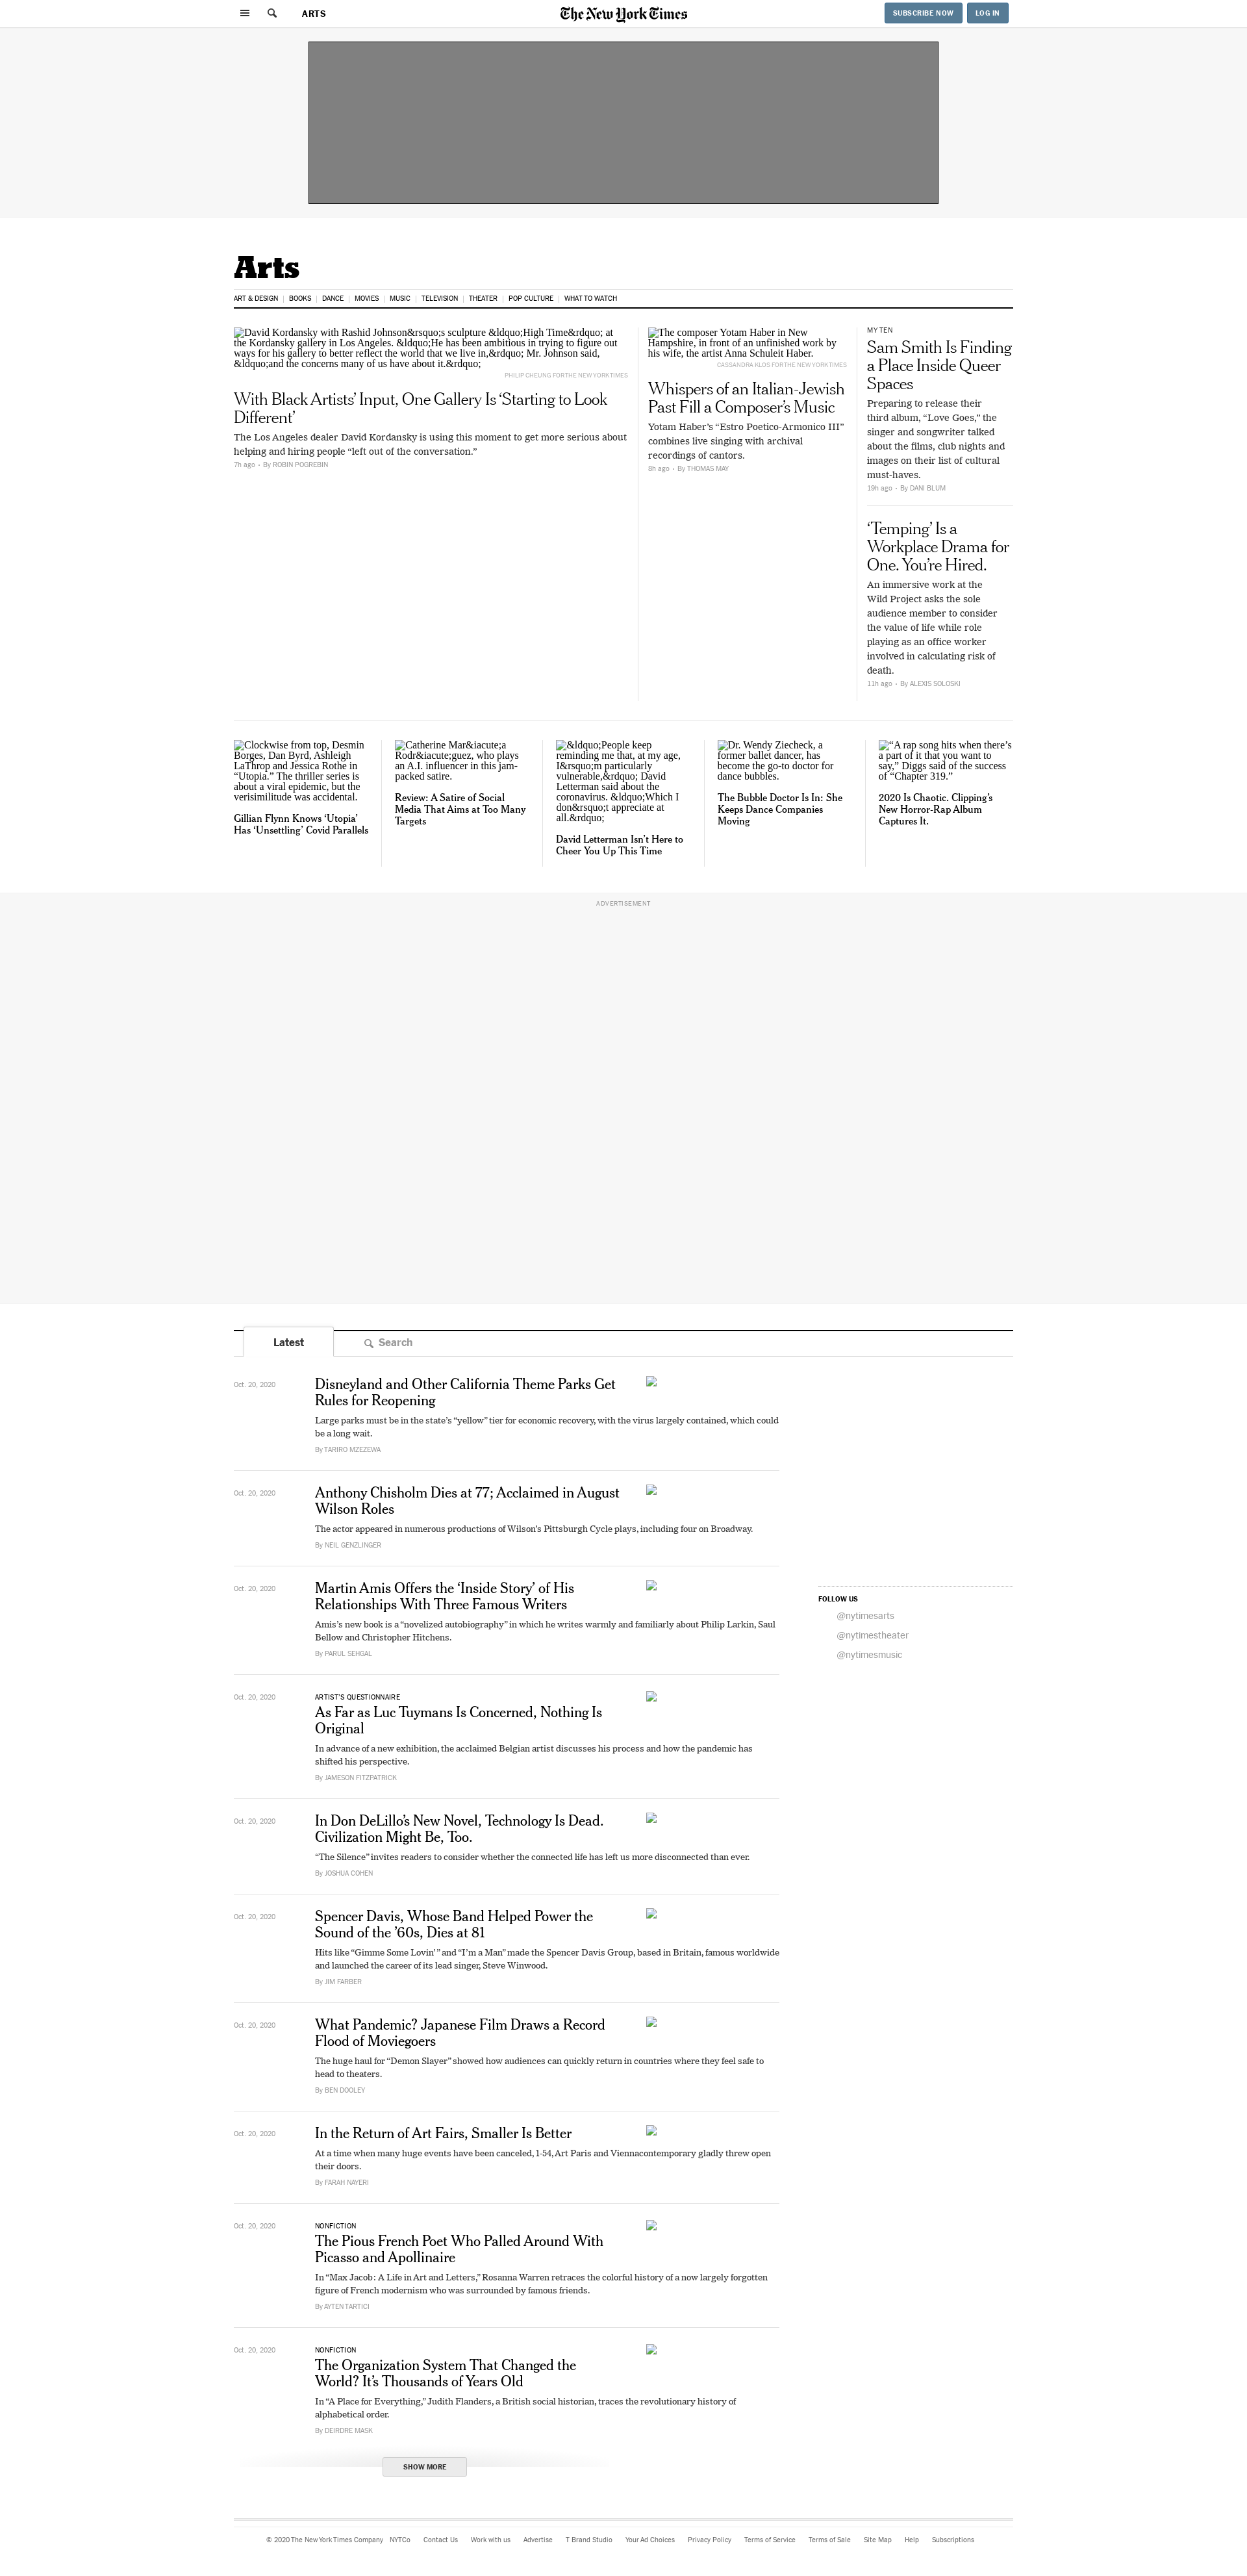 ARTS
The New York Times
SUBSCRIBE NOW
LOG IN
Arts
ART & DESIGN
BOOKS
DANCE
MOVIES
MUSIC
TELEVISION
THEATER
POP CULTURE
WHAT TO WATCH
David Kordansky with Rashid Johnson&rsquo;s sculpture &ldquo;High Time&rdquo; at
the Kordansky gallery in Los Angeles. &ldquo;He has been ambitious in trying to figure out
ways for his gallery to better reflect the world that we live in,&rdquo; Mr. Johnson said,
&ldquo;and the concerns many of us have about it.&rdquo;
PHILIP CHEUNG FOR THE NEW YORK TIMES
With Black Artists’ Input, One Gallery Is ‘Starting to Look
Different’
The Los Angeles dealer David Kordansky is using this moment to get more serious about
helping and hiring people “left out of the conversation.”
7h ago • By ROBIN POGREBIN
The composer Yotam Haber in New
Hampshire, in front of an unfinished work by
his wife, the artist Anna Schuleit Haber.
CASSANDRA KLOS FOR THE NEW YORK TIMES
Whispers of an Italian-Jewish
Past Fill a Composer’s Music
Yotam Haber’s “Estro Poetico-Armonico III”
combines live singing with archival
recordings of cantors.
8h ago • By THOMAS MAY
MY TEN
Sam Smith Is Finding
a Place Inside Queer
Spaces
Preparing to release their
third album, “Love Goes,” the
singer and songwriter talked
about the films, club nights and
images on their list of cultural
must-haves.
19h ago • By DANI BLUM
‘Temping’ Is a
Workplace Drama for
One. You’re Hired.
An immersive work at the
Wild Project asks the sole
audience member to consider
the value of life while role
playing as an office worker
involved in calculating risk of
death.
11h ago • By ALEXIS SOLOSKI
Clockwise from top, Desmin
Borges, Dan Byrd, Ashleigh
LaThrop and Jessica Rothe in
“Utopia.” The thriller series is
about a viral epidemic, but the
verisimilitude was accidental.
Gillian Flynn Knows ‘Utopia’
Has ‘Unsettling’ Covid Parallels
Catherine Mar&iacute;a
Rodr&iacute;guez, who plays
an A.I. influencer in this jam-
packed satire.
Review: A Satire of Social
Media That Aims at Too Many
Targets
&ldquo;People keep
reminding me that, at my age,
I&rsquo;m particularly
vulnerable,&rdquo; David
Letterman said about the
coronavirus. &ldquo;Which I
don&rsquo;t appreciate at
all.&rdquo;
David Letterman Isn’t Here to
Cheer You Up This Time
Dr. Wendy Ziecheck, a
former ballet dancer, has
become the go-to doctor for
dance bubbles.
The Bubble Doctor Is In: She
Keeps Dance Companies
Moving
“A rap song hits when there’s
a part of it that you want to
say,” Diggs said of the success
of “Chapter 319.”
2020 Is Chaotic. Clipping’s
New Horror-Rap Album
Captures It.
ADVERTISEMENT
Latest
Search
Oct. 20, 2020
Disneyland and Other California Theme Parks Get
Rules for Reopening
Large parks must be in the state’s “yellow” tier for economic recovery, with the virus largely contained, which could
be a long wait.
By TARIRO MZEZEWA
Oct. 20, 2020
Anthony Chisholm Dies at 77; Acclaimed in August
Wilson Roles
The actor appeared in numerous productions of Wilson’s Pittsburgh Cycle plays, including four on Broadway.
By NEIL GENZLINGER
Oct. 20, 2020
Martin Amis Offers the ‘Inside Story’ of His
Relationships With Three Famous Writers
Amis’s new book is a “novelized autobiography” in which he writes warmly and familiarly about Philip Larkin, Saul
Bellow and Christopher Hitchens.
By PARUL SEHGAL
FOLLOW US
@nytimesarts
@nytimestheater
@nytimesmusic
Oct. 20, 2020
ARTIST’S QUESTIONNAIRE
As Far as Luc Tuymans Is Concerned, Nothing Is
Original
In advance of a new exhibition, the acclaimed Belgian artist discusses his process and how the pandemic has
shifted his perspective.
By JAMESON FITZPATRICK
Oct. 20, 2020
In Don DeLillo’s New Novel, Technology Is Dead.
Civilization Might Be, Too.
“The Silence” invites readers to consider whether the connected life has left us more disconnected than ever.
By JOSHUA COHEN
Oct. 20, 2020
Spencer Davis, Whose Band Helped Power the
Sound of the ’60s, Dies at 81
Hits like “Gimme Some Lovin’ ” and “I’m a Man” made the Spencer Davis Group, based in Britain, famous worldwide
and launched the career of its lead singer, Steve Winwood.
By JIM FARBER
Oct. 20, 2020
What Pandemic? Japanese Film Draws a Record
Flood of Moviegoers
The huge haul for “Demon Slayer” showed how audiences can quickly return in countries where they feel safe to
head to theaters.
By BEN DOOLEY
Oct. 20, 2020
In the Return of Art Fairs, Smaller Is Better
At a time when many huge events have been canceled, 1-54, Art Paris and Viennacontemporary gladly threw open
their doors.
By FARAH NAYERI
Oct. 20, 2020
NONFICTION
The Pious French Poet Who Palled Around With
Picasso and Apollinaire
In “Max Jacob: A Life in Art and Letters,” Rosanna Warren retraces the colorful history of a now largely forgotten
figure of French modernism who was surrounded by famous friends.
By AYTEN TARTICI
Oct. 20, 2020
NONFICTION
The Organization System That Changed the
World? It’s Thousands of Years Old
In “A Place for Everything,” Judith Flanders, a British social historian, traces the revolutionary history of
alphabetical order.
By DEIRDRE MASK
SHOW MORE
© 2020 The New York Times Company NYTCo Contact Us Work with us Advertise T Brand Studio Your Ad Choices Privacy Policy Terms of Service Terms of Sale Site Map Help Subscriptions